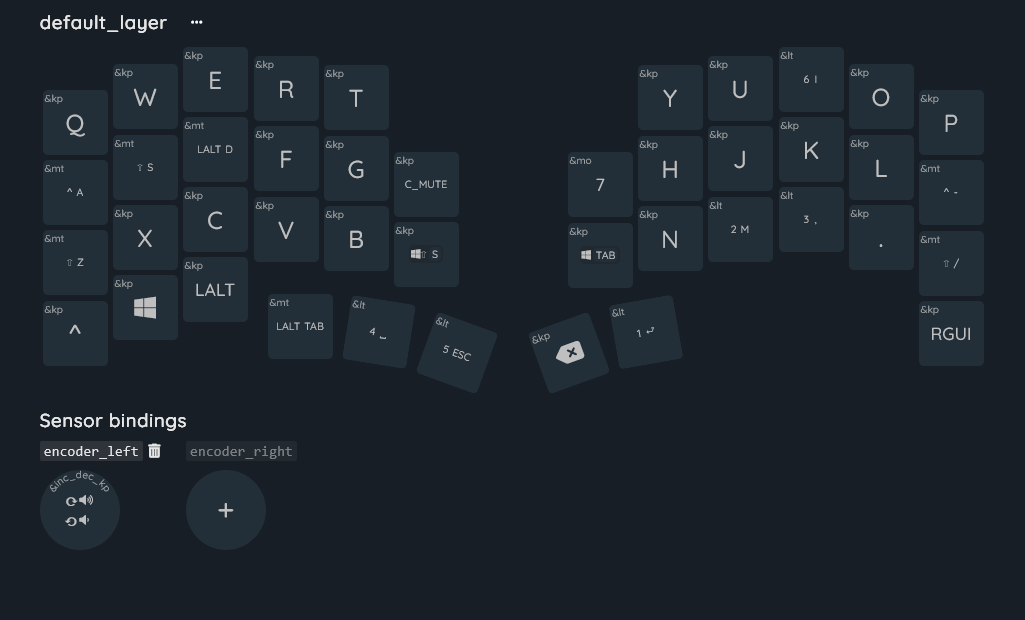 default_layer ...
&kp Q
&kp W
&kp E
&kp R
&kp T
&kp Y
&kp U
&lt 6 I
&kp O
&kp P
&mt ^ A
&mt ⇧ S
&mt LALT D
&kp F
&kp G
&kp C_MUTE
&mo 7
&kp H
&kp J
&kp K
&kp L
&mt ^ -
&mt ⇧ Z
&kp X
&kp C
&kp V
&kp B
&kp ⇧ S
&kp TAB
&kp N
&lt 2 M
&lt 3 ,
&kp .
&mt ⇧ /
&kp ^
&kp
&kp LALT
&mt LALT TAB
&lt 4 ⎵
&lt 5 ESC
&kp
&lt 1 ⏎
&kp RGUI
Sensor bindings
encoder_left encoder_right
&inc_dec_kp
+